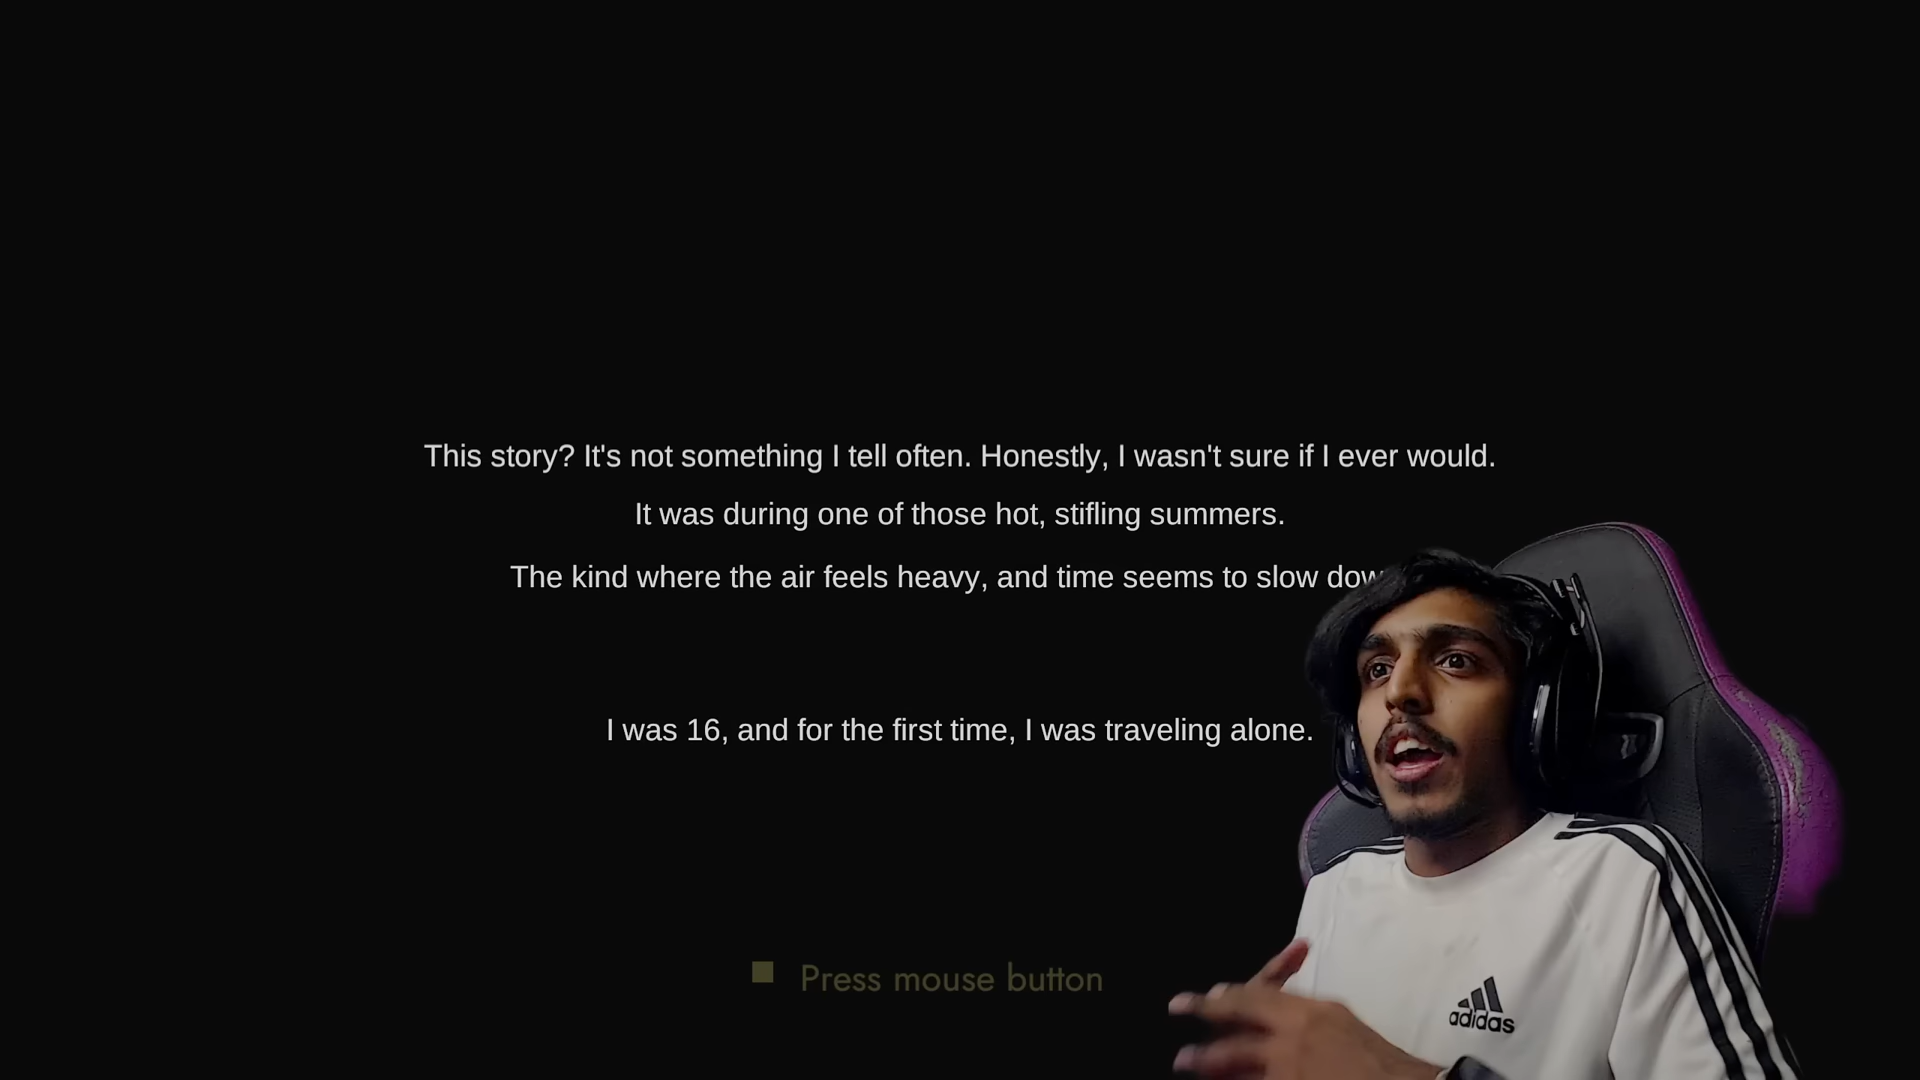 This story? It's not something I tell often. Honestly, I wasn't sure if I ever would.
It was during one of those hot, stifling summers.
The kind where the air feels heavy, and time seems to slow
I was 16, and for the first time, I was traveling alone.
Press mouse button
adidas